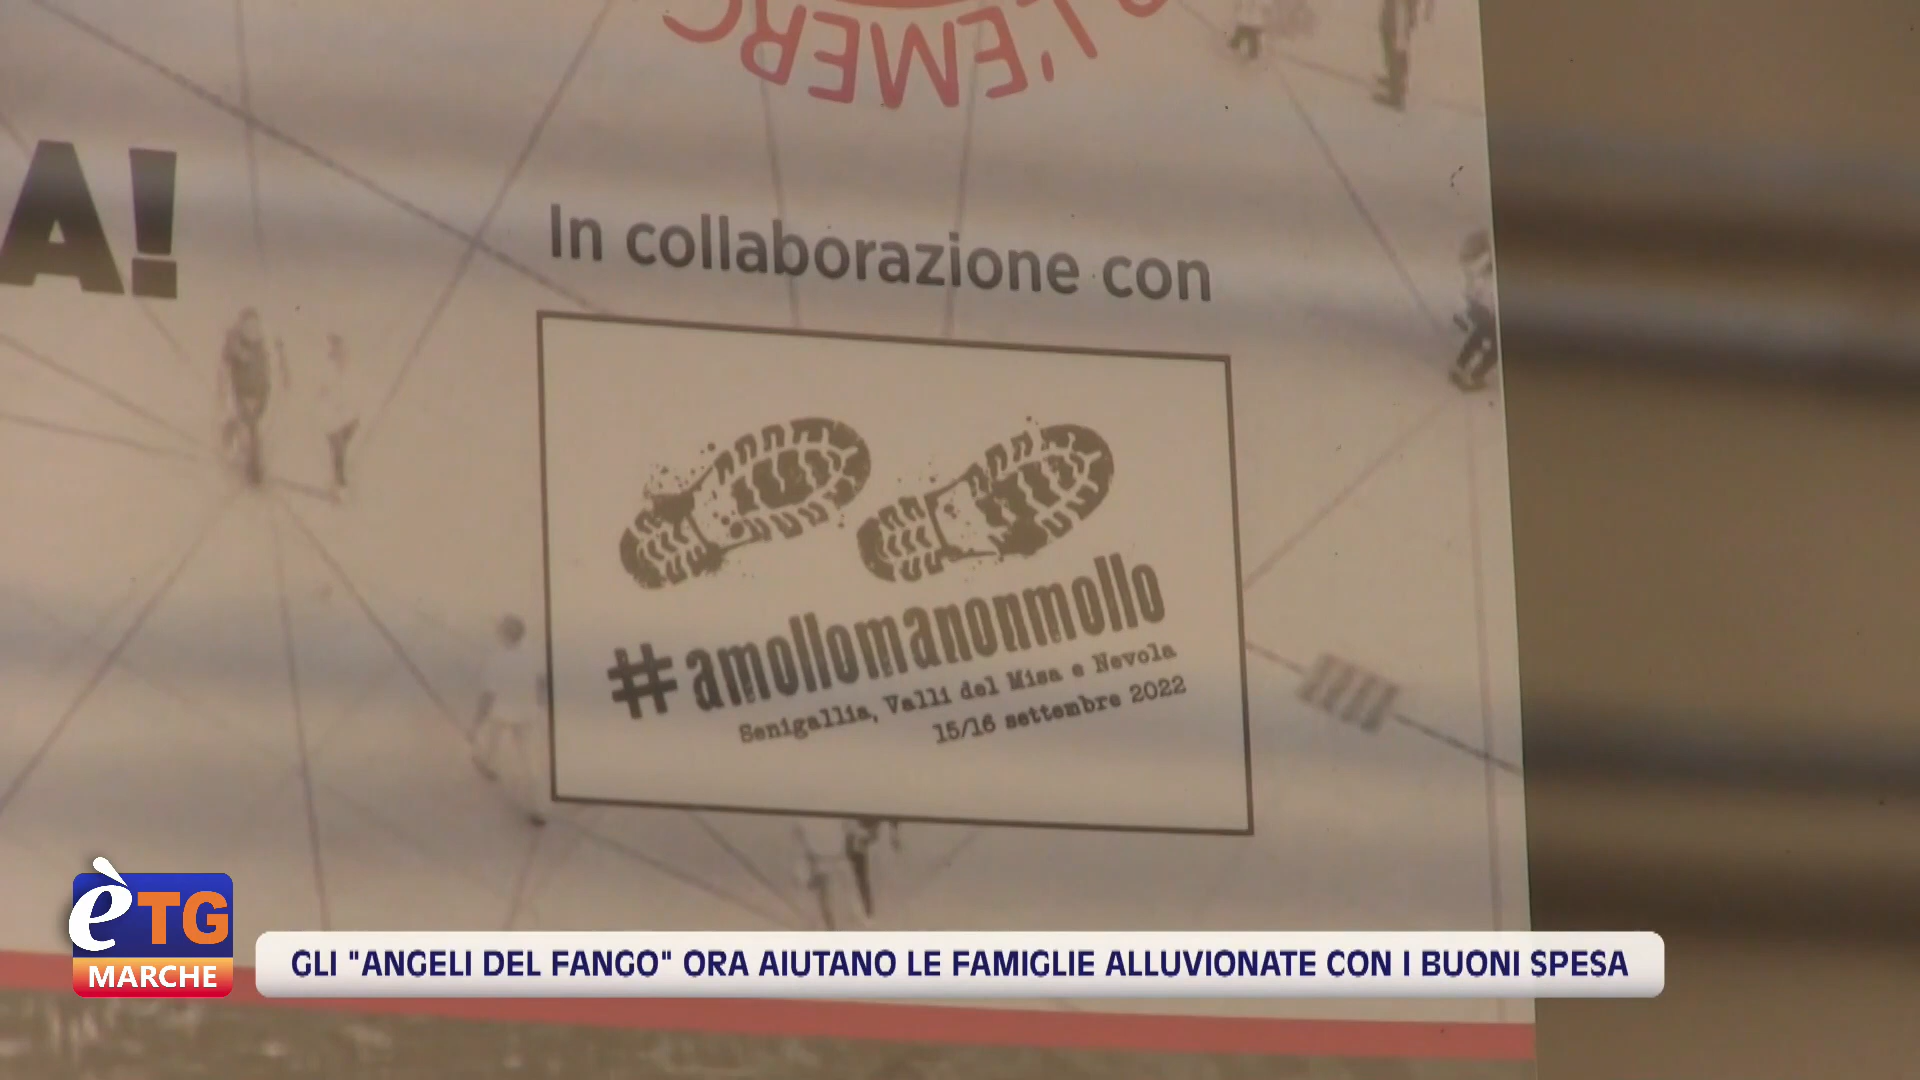 L'EMERG
A!
In collaborazione con
#amollomanonmollo
Senigallia, Valli del Misa e Nevola
15/16 settembre 2022
èTG
MARCHE
GLI "ANGELI DEL FANGO" ORA AIUTANO LE FAMIGLIE ALLUVIONATE CON I BUONI SPESA